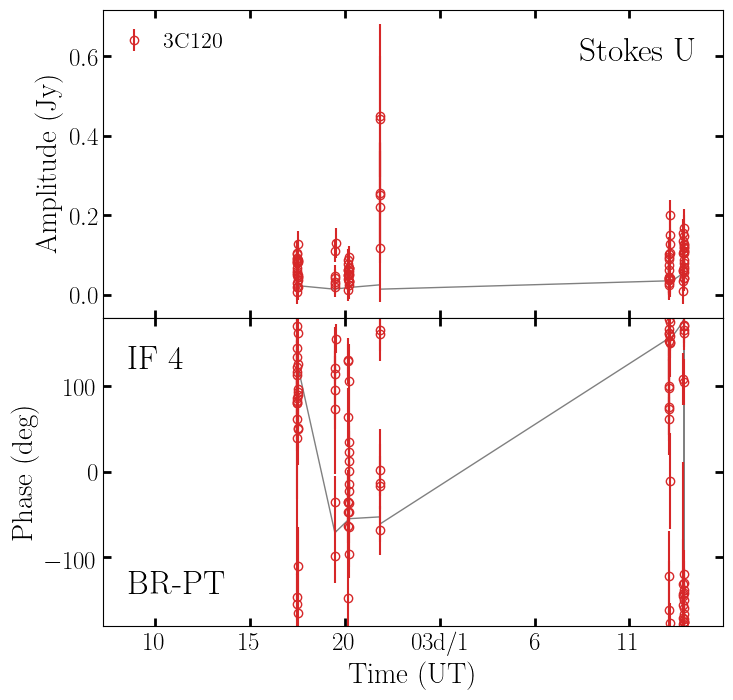 3C120
Stokes U
0.6
0.4
0.2
0.0
Amplitude (Jy)
IF 4
100
0
−100
Phase (deg)
BR-PT
10 15 20 03d/1 6 11
Time (UT)